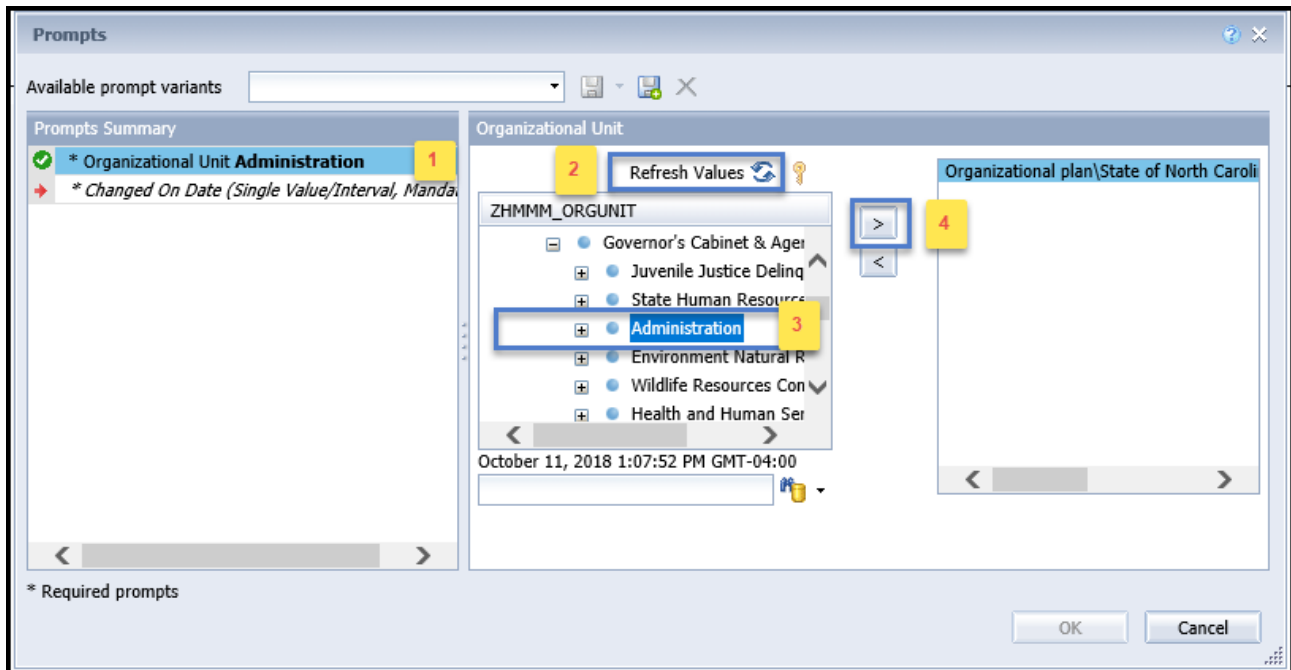 Prompts
Available prompt variants
Prompts Summary
* Organizational Unit Administration
1
* Changed On Date (Single Value/Interval, Manda
Organizational Unit
2
Refresh Values
ZHMMM_ORGUNIT
Governor's Cabinet & Agen
Juvenile Justice Delinq
State Human Resource
Administration
3
Environment Natural R
Wildlife Resources Con
Health and Human Ser
October 11, 2018 1:07:52 PM GMT-04:00
>
4
<
Organizational plan\State of North Caroli
* Required prompts
OK
Cancel